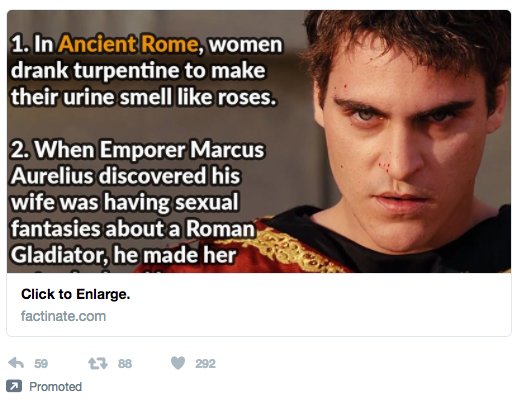 1. In Ancient Rome, women
drank turpentine to make
their urine smell like roses.
2. When Emporer Marcus
Aurelius discovered his
wife was having sexual
fantasies about a Roman
Gladiator, he made her
Click to Enlarge.
factinate.com
59 88 292
Promoted